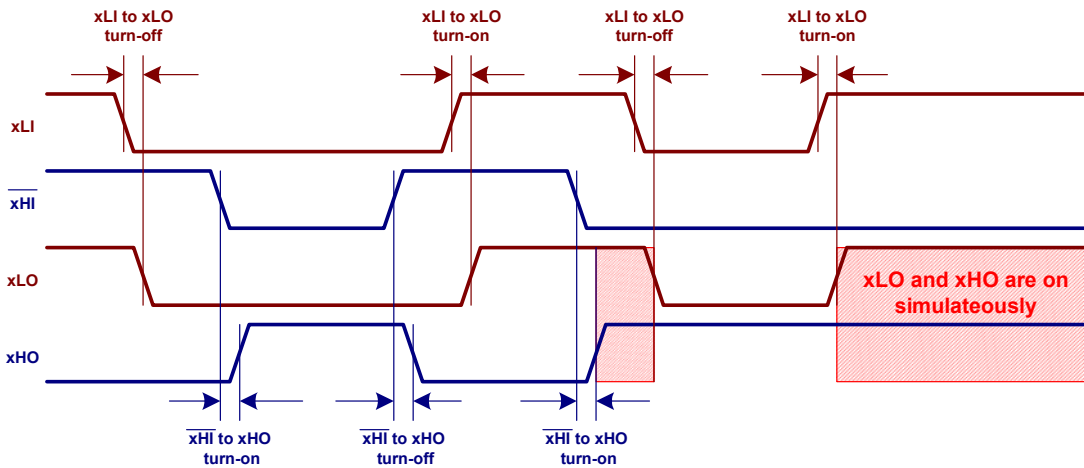 xLI to xLO
turn-off
xLI to xLO
turn-on
xLI to xLO
turn-off
xLI to xLO
turn-on
xLI
xHI
xLO
xLO and xHO are on
simulateously
xHO
xHI to xHO
turn-on
xHI to xHO
turn-off
xHI to xHO
turn-on